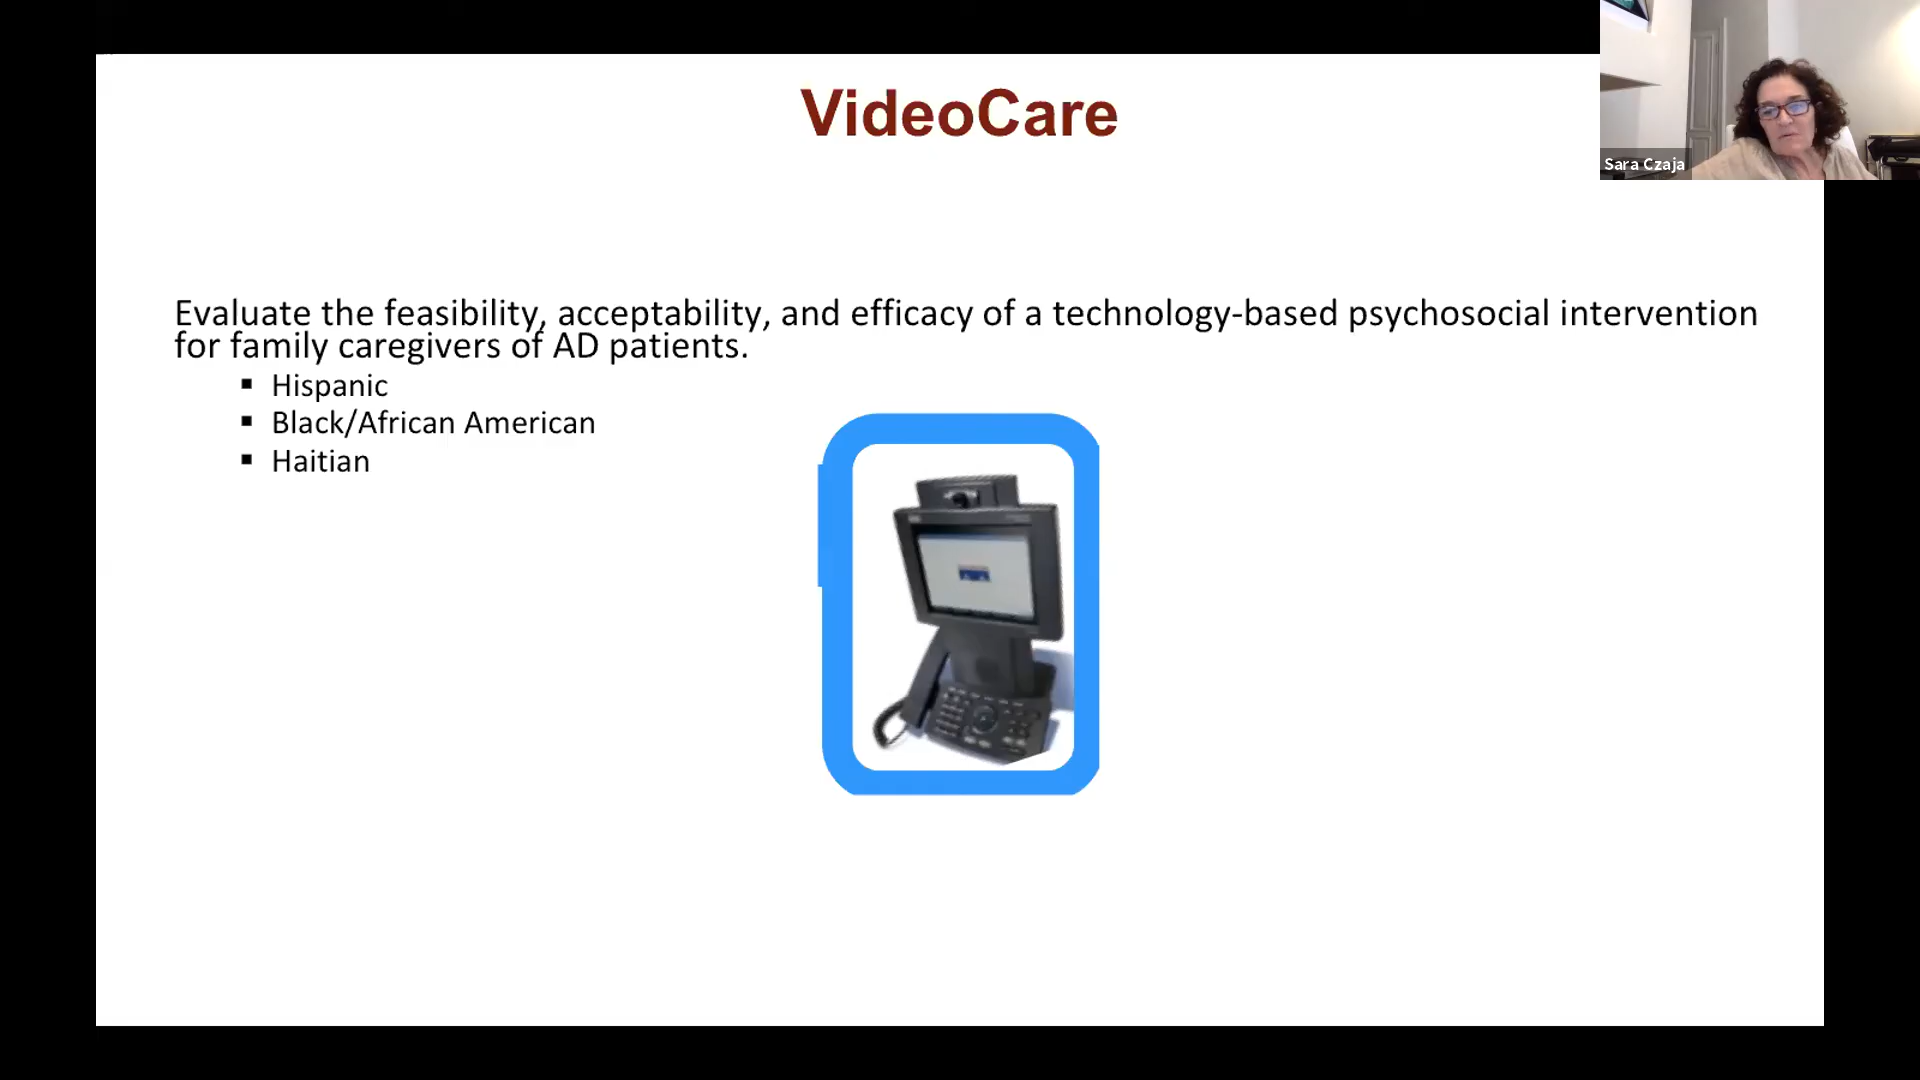 VideoCare
Sara Czaja
Evaluate the feasibility, acceptability, and efficacy of a technology-based psychosocial intervention
for family caregivers of AD patients.
▪ Hispanic
▪ Black/African American
▪ Haitian